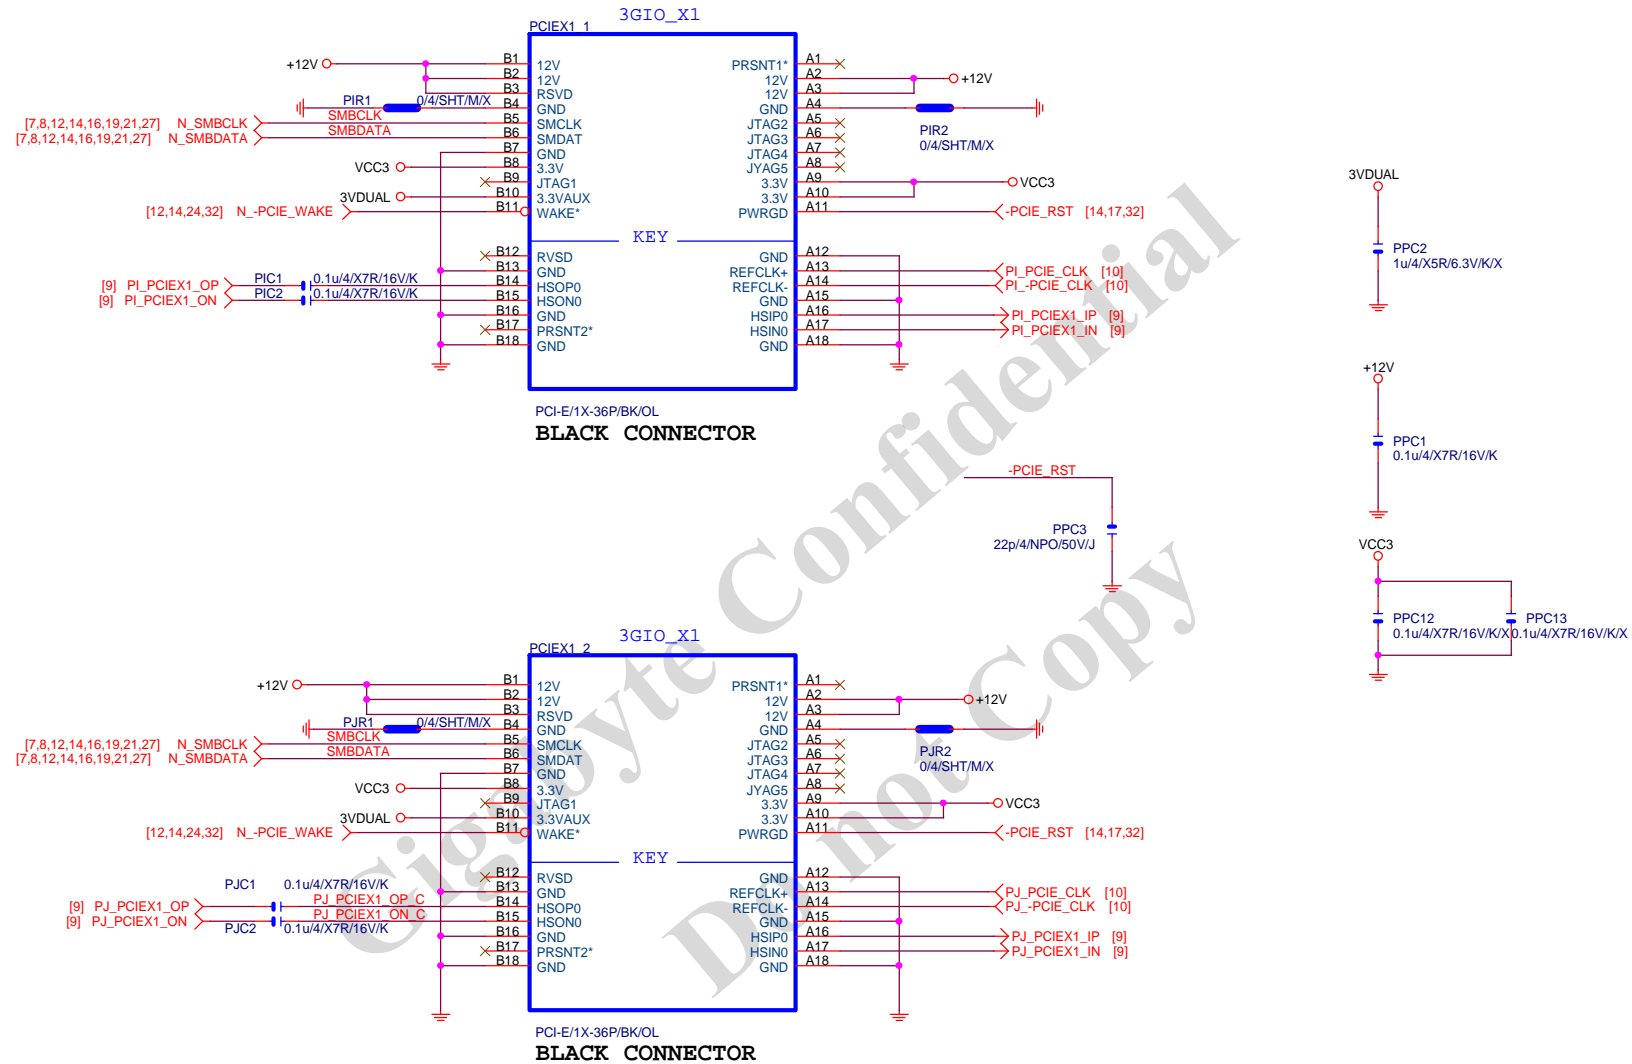 3GIO_X1
PCIEX1_1
+12V
B1 12V
B2 12V
B3 RSVD
PIR1 0/4/SHT/M/X B4 GND
[7,8,12,14,16,19,21,27] N_SMBCLK SMBCLK B5 SMCLK
[7,8,12,14,16,19,21,27] N_SMBDATA SMBDATA B6 SMDAT
B7 GND
VCC3 B8 3.3V
B9 JTAG1
3VDUAL B10 3.3VAUX
[12,14,24,32] N_-PCIE_WAKE B11 WAKE*
KEY
B12 RVSD
B13 GND
[9] PI_PCIEX1_OP PIC1 0.1u/4/X7R/16V/K B14 HSOP0
[9] PI_PCIEX1_ON PIC2 0.1u/4/X7R/16V/K B15 HSON0
B16 GND
B17 PRSNT2*
B18 GND
PRSNT1* A1
12V A2 +12V
12V A3
GND A4
PIR2
0/4/SHT/M/X
JTAG2 A5
JTAG3 A6
JTAG4 A7
JYAG5 A8
3.3V A9 VCC3
3.3V A10
PWRGD A11 -PCIE_RST [14,17,32]
GND A12
REFCLK+ A13 PI_PCIE_CLK [10]
REFCLK- A14 PI_-PCIE_CLK [10]
GND A15
HSIP0 A16 PI_PCIEX1_IP [9]
HSIN0 A17 PI_PCIEX1_IN [9]
GND A18
PCI-E/1X-36P/BK/OL
BLACK CONNECTOR
3VDUAL
PPC2
1u/4/X5R/6.3V/K/X
+12V
PPC1
0.1u/4/X7R/16V/K
-PCIE_RST
PPC3
22p/4/NPO/50V/J
VCC3
PPC12 PPC13
0.1u/4/X7R/16V/K/X 0.1u/4/X7R/16V/K/X
3GIO_X1
PCIEX1_2
+12V
B1 12V
B2 12V
B3 RSVD
PJR1 0/4/SHT/M/X B4 GND
[7,8,12,14,16,19,21,27] N_SMBCLK SMBCLK B5 SMCLK
[7,8,12,14,16,19,21,27] N_SMBDATA SMBDATA B6 SMDAT
B7 GND
VCC3 B8 3.3V
B9 JTAG1
3VDUAL B10 3.3VAUX
[12,14,24,32] N_-PCIE_WAKE B11 WAKE*
KEY
B12 RVSD
B13 GND
PJC1 0.1u/4/X7R/16V/K
[9] PJ_PCIEX1_OP PJ_PCIEX1_OP_C B14 HSOP0
[9] PJ_PCIEX1_ON PJ_PCIEX1_ON_C B15 HSON0
PJC2 0.1u/4/X7R/16V/K
B16 GND
B17 PRSNT2*
B18 GND
PRSNT1* A1
12V A2 +12V
12V A3
GND A4
PJR2
0/4/SHT/M/X
JTAG2 A5
JTAG3 A6
JTAG4 A7
JYAG5 A8
3.3V A9 VCC3
3.3V A10
PWRGD A11 -PCIE_RST [14,17,32]
GND A12
REFCLK+ A13 PJ_PCIE_CLK [10]
REFCLK- A14 PJ_-PCIE_CLK [10]
GND A15
HSIP0 A16 PJ_PCIEX1_IP [9]
HSIN0 A17 PJ_PCIEX1_IN [9]
GND A18
PCI-E/1X-36P/BK/OL
BLACK CONNECTOR
Gigabyte Confidential
Do not Copy